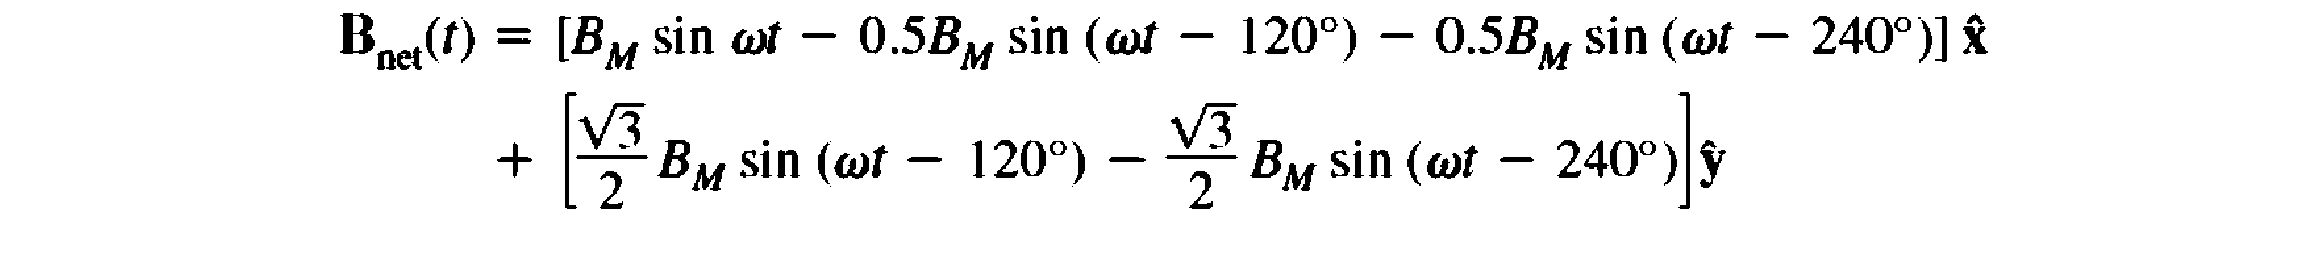 B_net(t) = [B_M sin ωt − 0.5B_M sin (ωt − 120°) − 0.5B_M sin (ωt − 240°)] x̂
+ [√3/2 B_M sin (ωt − 120°) − √3/2 B_M sin (ωt − 240°)]ŷ